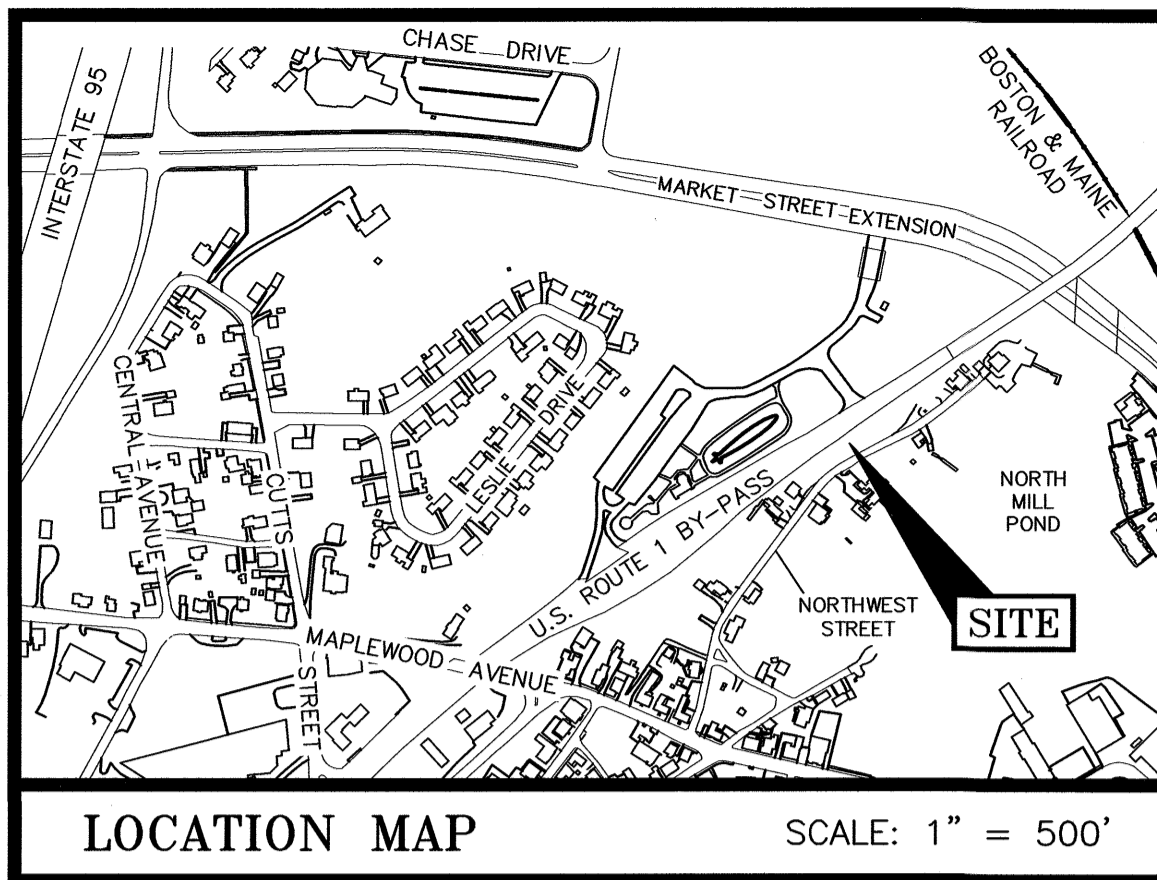 CHASE DRIVE
INTERSTATE 95
BOSTON & MAINE
RAILROAD
MARKET STREET EXTENSION
CENTRAL AVENUE
CUTTS STREET
LESLIE DRIVE
U.S. ROUTE 1 BY-PASS
NORTH
MILL
POND
NORTHWEST
STREET
SITE
MAPLEWOOD AVENUE
LOCATION MAP
SCALE: 1" = 500'